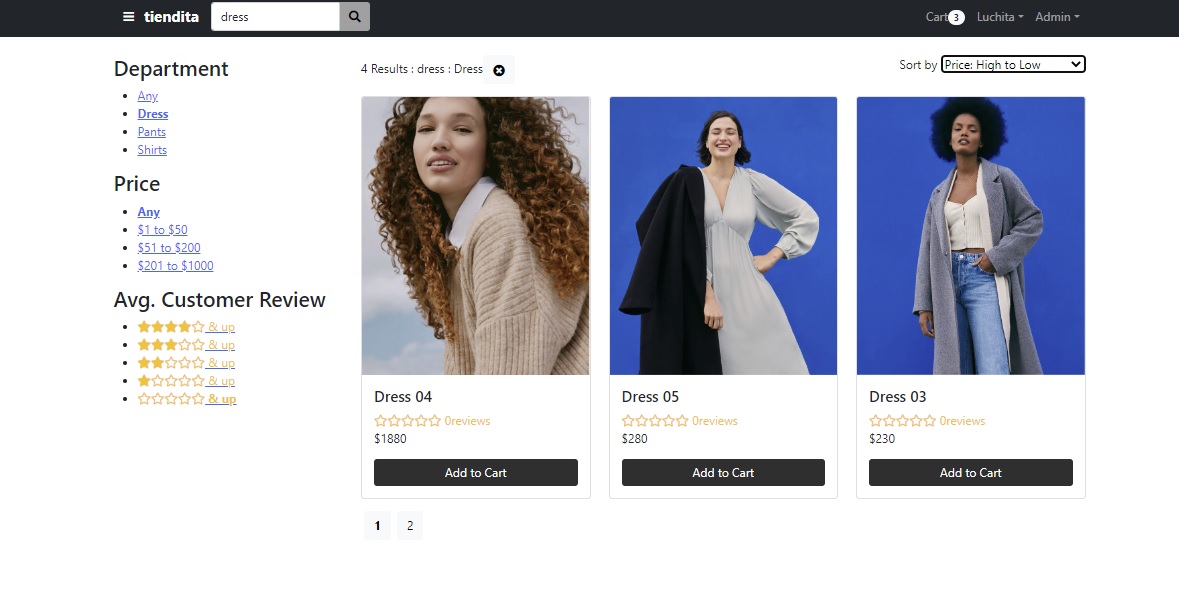 tiendita
dress
Cart 3 Luchita Admin
Department
Any
Dress
Pants
Shirts
Price
Any
$1 to $50
$51 to $200
$201 to $1000
Avg. Customer Review
& up
& up
& up
& up
& up
4 Results : dress : Dress
Sort by Price: High to Low
Dress 04
0reviews
$1880
Add to Cart
Dress 05
0reviews
$280
Add to Cart
Dress 03
0reviews
$230
Add to Cart
1 2